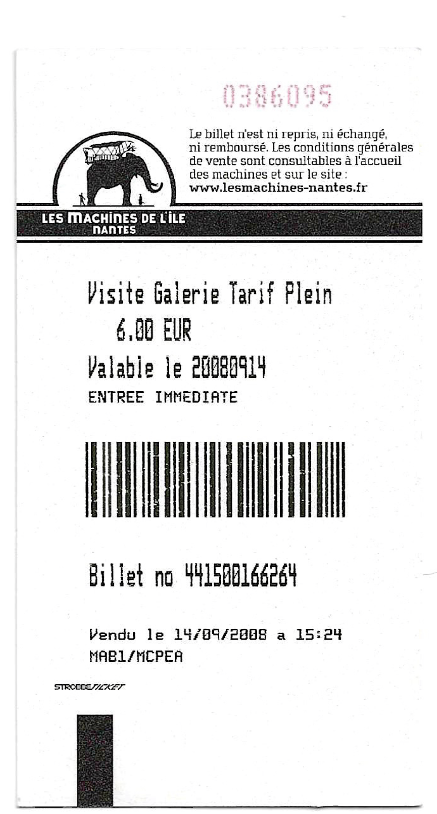 0386095
Le billet n'est ni repris, ni échangé,
ni remboursé. Les conditions générales
de vente sont consultables à l'accueil
des machines et sur le site :
www.lesmachines-nantes.fr
LES MACHINES DE L'ÎLE
NANTES
Visite Galerie Tarif Plein
6.00 EUR
Valable le 20080914
ENTREE IMMEDIATE
Billet no 441500166264
Vendu le 14/09/2008 a 15:24
MAB1/MCPEA
STROBBETICKET